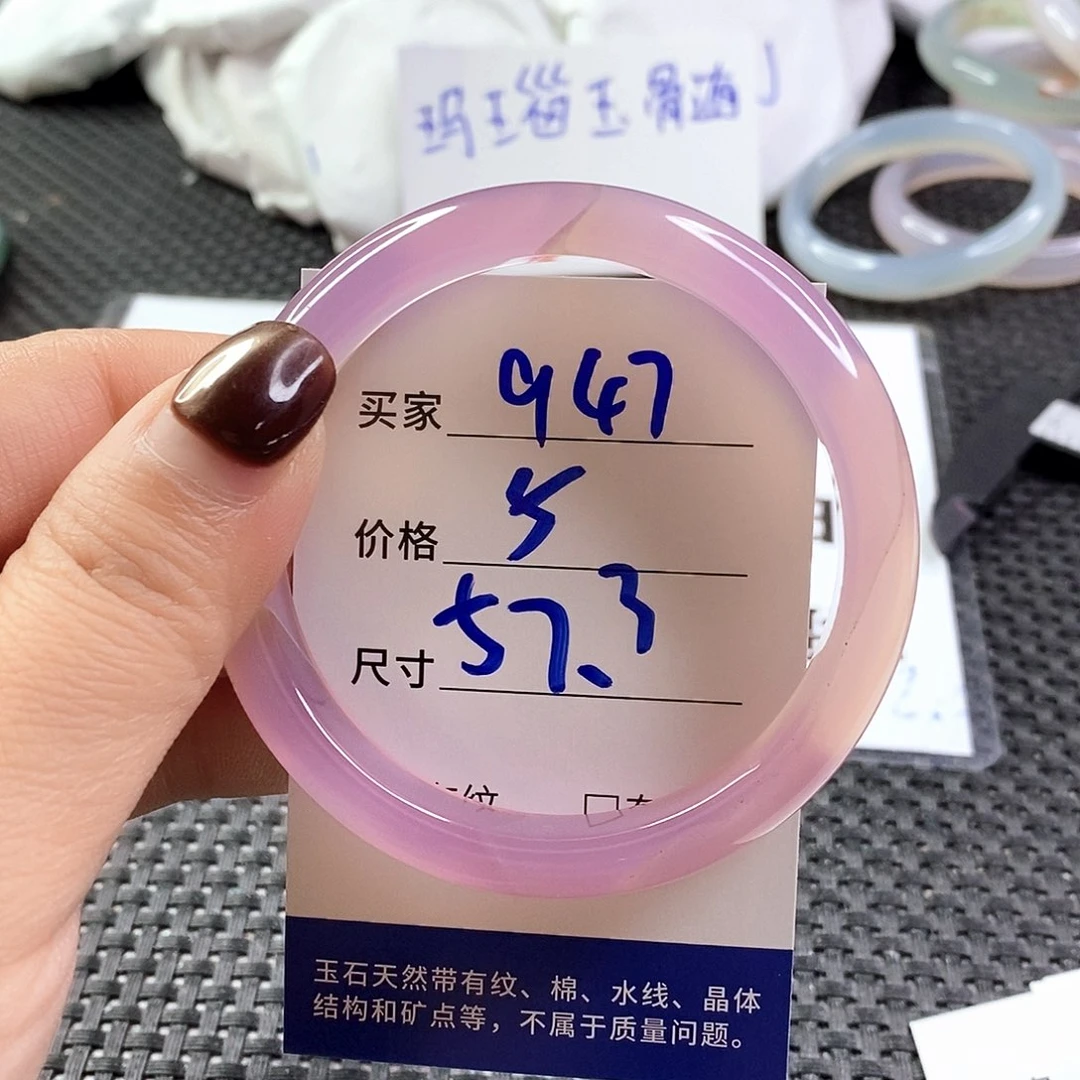 玛瑙玉骨髓
买家 947
价格 5
尺寸 57.3
玉石天然带有纹、棉、水线、晶体
结构和矿点等，不属于质量问题。